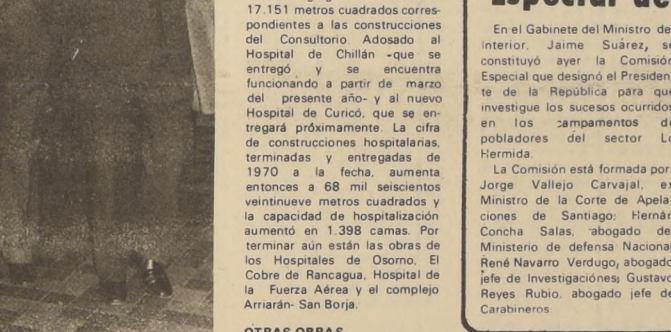 17.151 metros cuadrados corres-
pondientes a las construcciones
del Consultorio Adosado al
Hospital de Chillán -que se
entregó y se encuentra
funcionando a partir de marzo
del presente año- y al nuevo
Hospital de Curicó, que se en-
tregará próximamente. La cifra
de construcciones hospitalarias,
terminadas y entregadas de
1970 a la fecha, aumenta
entonces a 68 mil seiscientos
veintinueve metros cuadrados y
la capacidad de hospitalización
aumentó en 1.398 camas. Por
terminar aún están las obras de
los Hospitales de Osorno, El
Cobre de Rancagua, Hospital de
la Fuerza Aérea y el complejo
Arriarán- San Borja.
OTRAS OBRAS
Especial de
En el Gabinete del Ministro de
Interior, Jaime Suárez, se
constituyó ayer la Comisión
Especial que designó el Presiden-
te de la República para que
investigue los sucesos ocurridos
en los campamentos de
pobladores del sector Lo
Hermida.
La Comisión está formada por
Jorge Vallejo Carvajal, ex
Ministro de la Corte de Apela-
ciones de Santiago; Hernán
Concha Salas, abogado de
Ministerio de defensa Nacional
René Navarro Verdugo, abogado
jefe de Investigaciónes; Gustavo
Reyes Rubio, abogado jefe de
Carabineros.